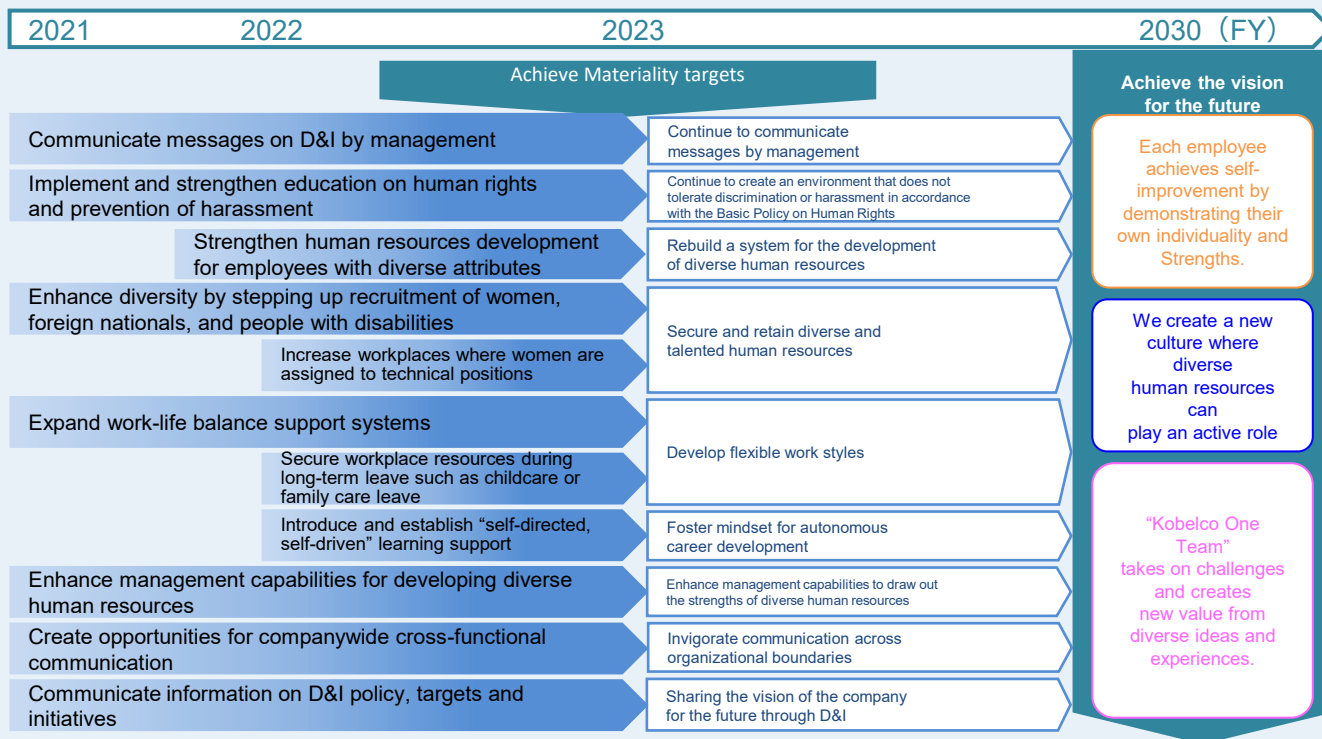 2021 2022 2023 2030（FY）
Achieve Materiality targets
Achieve the vision
for the future
Communicate messages on D&I by management
Continue to communicate
messages by management
Implement and strengthen education on human rights
and prevention of harassment
Continue to create an environment that does not
tolerate discrimination or harassment in accordance
with the Basic Policy on Human Rights
Strengthen human resources development
for employees with diverse attributes
Rebuild a system for the development
of diverse human resources
Enhance diversity by stepping up recruitment of women,
foreign nationals, and people with disabilities
Increase workplaces where women are
assigned to technical positions
Secure and retain diverse and
talented human resources
Expand work-life balance support systems
Secure workplace resources during
long-term leave such as childcare or
family care leave
Develop flexible work styles
Introduce and establish “self-directed,
self-driven” learning support
Foster mindset for autonomous
career development
Enhance management capabilities for developing diverse
human resources
Enhance management capabilities to draw out
the strengths of diverse human resources
Create opportunities for companywide cross-functional
communication
Invigorate communication across
organizational boundaries
Communicate information on D&I policy, targets and
initiatives
Sharing the vision of the company
for the future through D&I
Each employee
achieves self-
improvement by
demonstrating their
own individuality and
Strengths.
We create a new
culture where
diverse
human resources
can
play an active role
“Kobelco One
Team”
takes on challenges
and creates
new value from
diverse ideas and
experiences.